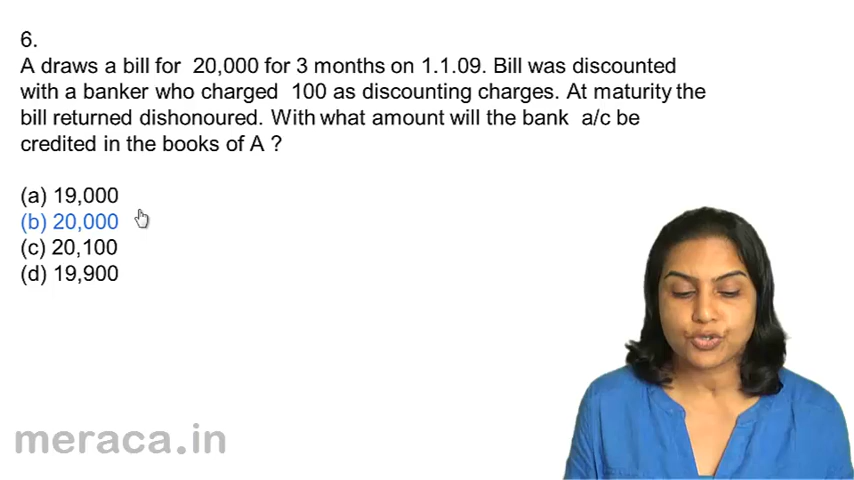 6.
A draws a bill for 20,000 for 3 months on 1.1.09. Bill was discounted
with a banker who charged 100 as discounting charges. At maturity the
bill returned dishonoured. With what amount will the bank a/c be
credited in the books of A ?
(a) 19,000
(b) 20,000
(c) 20,100
(d) 19,900
meraca.in